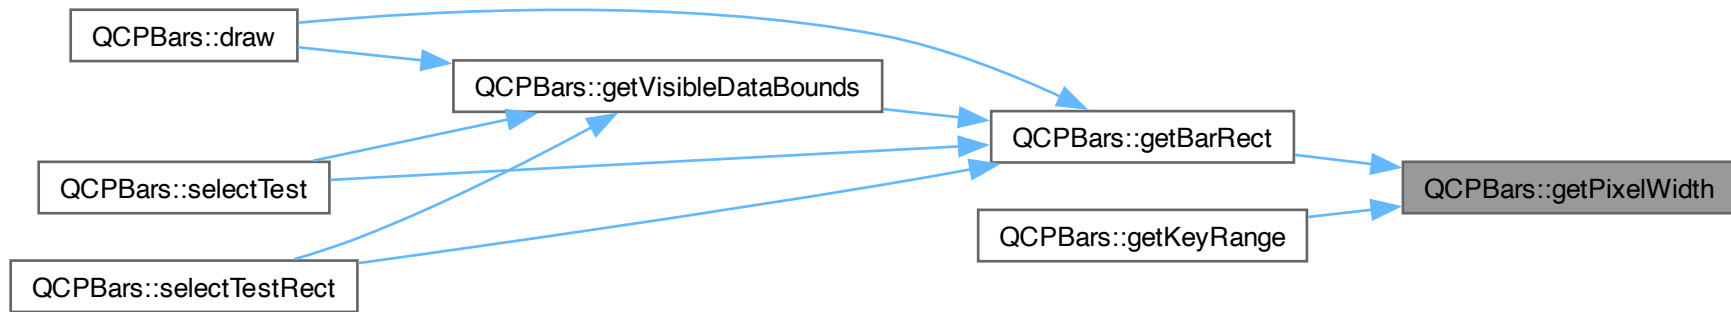 QCPBars::draw
QCPBars::getVisibleDataBounds
QCPBars::getBarRect
QCPBars::selectTest
QCPBars::getPixelWidth
QCPBars::getKeyRange
QCPBars::selectTestRect